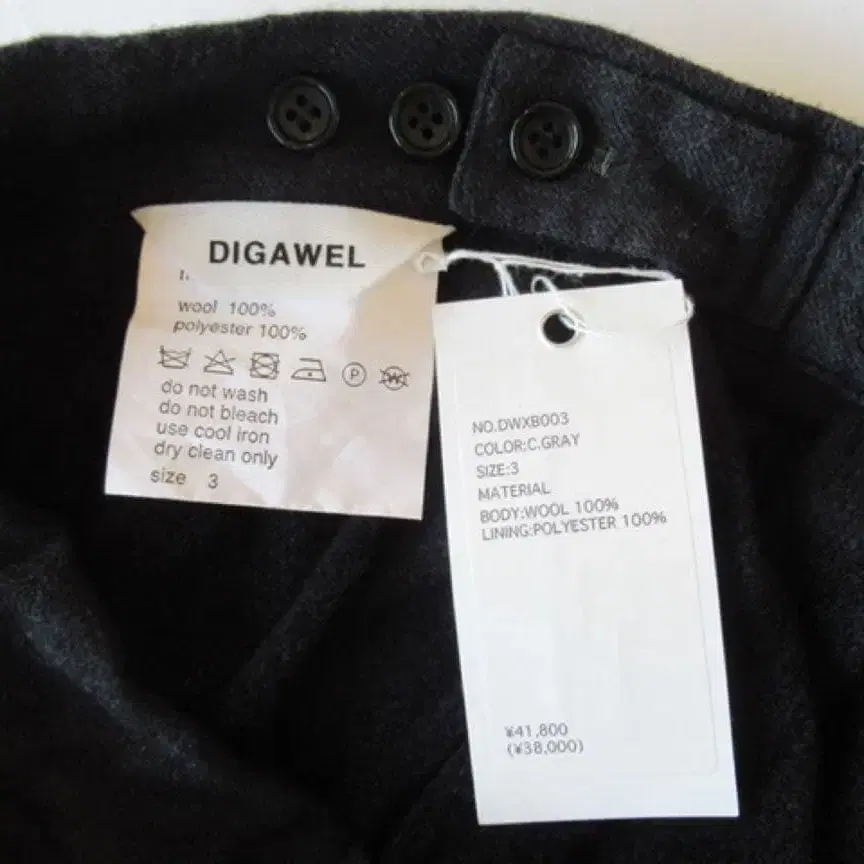 DIGAWEL
wool 100%
polyester 100%
P
W
do not wash
do not bleach
use cool iron
dry clean only
size 3
NO.DWXB003
COLOR:C.GRAY
SIZE:3
MATERIAL
BODY:WOOL 100%
LINING:POLYESTER 100%
¥41,800
(¥38,000)